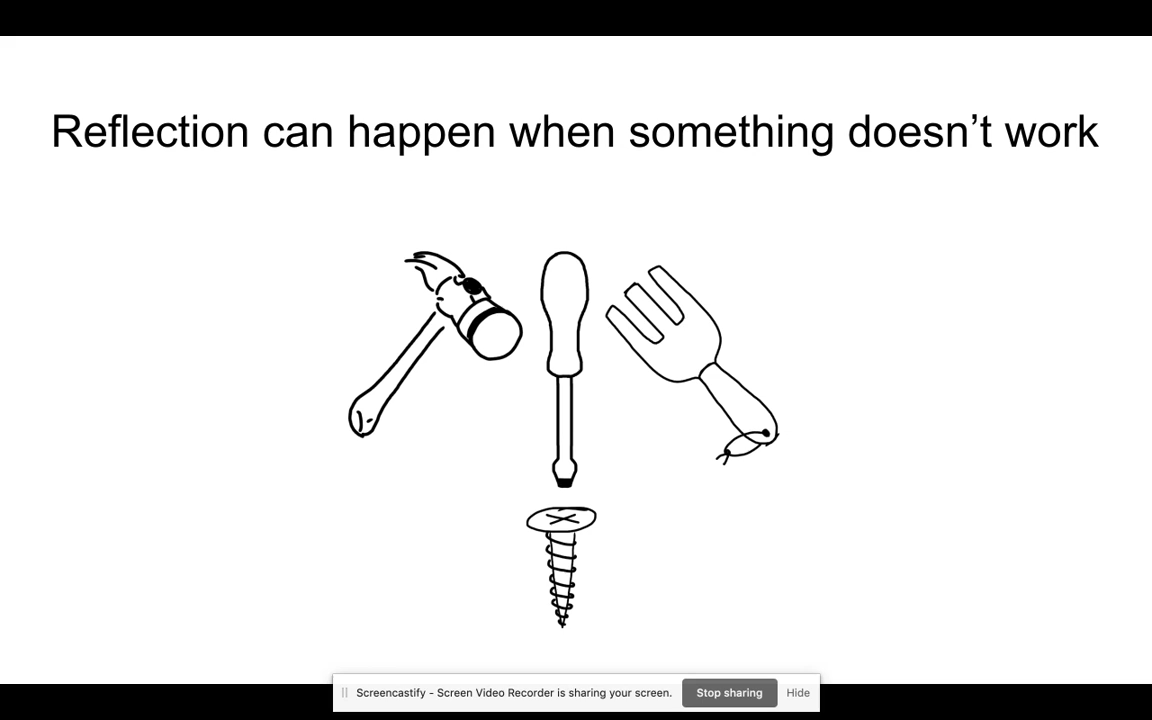 Reflection can happen when something doesn’t work
Screencastify - Screen Video Recorder is sharing your screen. Stop sharing Hide